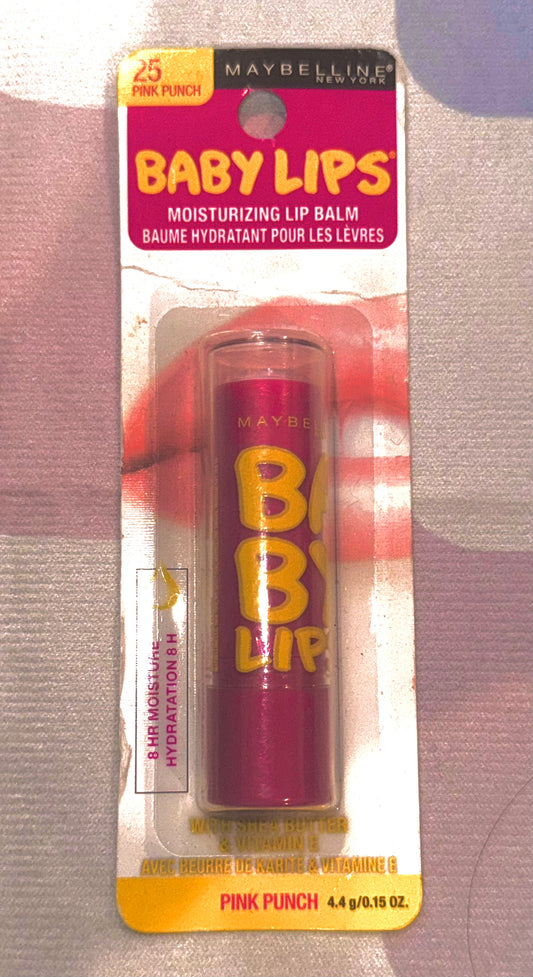 25
PINK PUNCH
MAYBELLINE
NEW YORK
BABY LIPS®
MOISTURIZING LIP BALM
BAUME HYDRATANT POUR LES LÈVRES
MAYBE
BA
BY
LIPS
8 HR MOISTURE
HYDRATATION 8 H
WITH SHEA BUTTER
& VITAMIN E
AVEC BEURRE DE KARITÉ & VITAMINE E
PINK PUNCH 4.4 g/0.15 OZ.